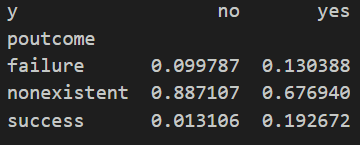 y no yes
poutcome
failure 0.099787 0.130388
nonexistent 0.887107 0.676940
success 0.013106 0.192672